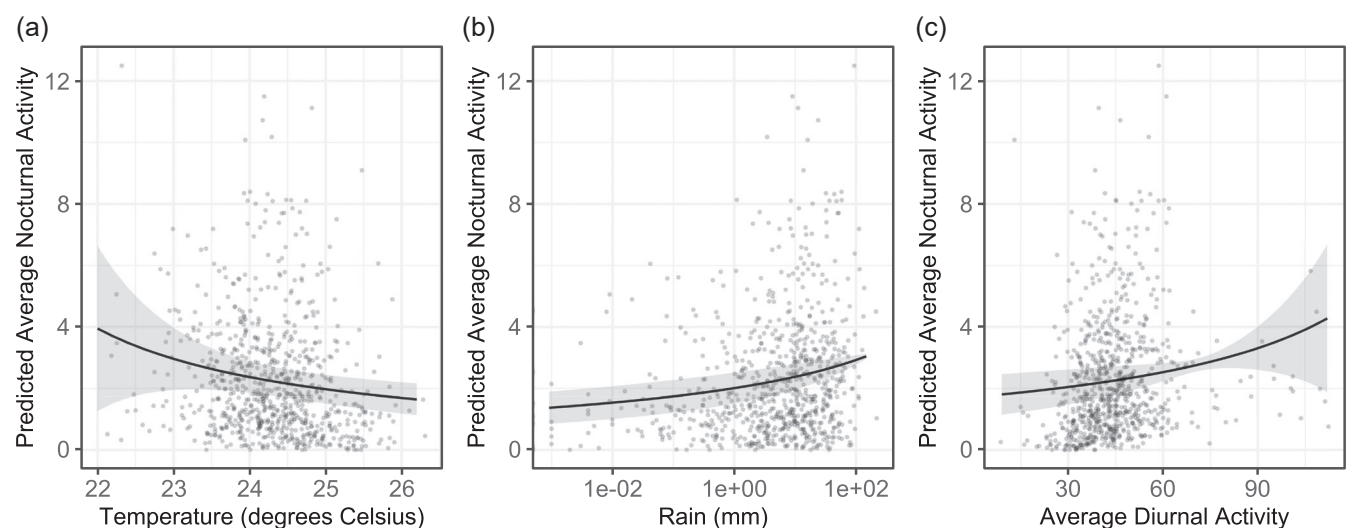 (a)
Predicted Average Nocturnal Activity
12
8
4
0
22 23 24 25 26
Temperature (degrees Celsius)
(b)
Predicted Average Nocturnal Activity
12
8
4
0
1e-02 1e+00 1e+02
Rain (mm)
(c)
Predicted Average Nocturnal Activity
12
8
4
0
30 60 90
Average Diurnal Activity